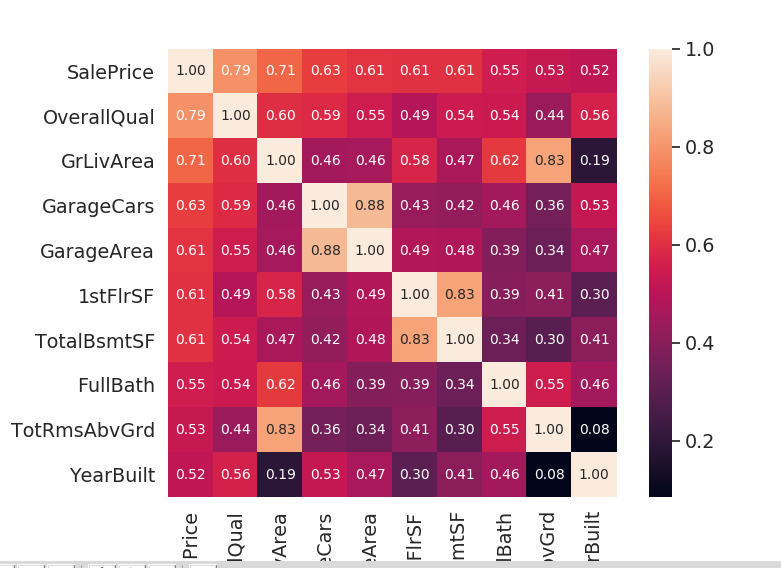 SalePrice 1.00 0.79 0.71 0.63 0.61 0.61 0.61 0.55 0.53 0.52
OverallQual 0.79 1.00 0.60 0.59 0.55 0.49 0.54 0.54 0.44 0.56
GrLivArea 0.71 0.60 1.00 0.46 0.46 0.58 0.47 0.62 0.83 0.19
GarageCars 0.63 0.59 0.46 1.00 0.88 0.43 0.42 0.46 0.36 0.53
GarageArea 0.61 0.55 0.46 0.88 1.00 0.49 0.48 0.39 0.34 0.47
1stFlrSF 0.61 0.49 0.58 0.43 0.49 1.00 0.83 0.39 0.41 0.30
TotalBsmtSF 0.61 0.54 0.47 0.42 0.48 0.83 1.00 0.34 0.30 0.41
FullBath 0.55 0.54 0.62 0.46 0.39 0.39 0.34 1.00 0.55 0.46
TotRmsAbvGrd 0.53 0.44 0.83 0.36 0.34 0.41 0.30 0.55 1.00 0.08
YearBuilt 0.52 0.56 0.19 0.53 0.47 0.30 0.41 0.46 0.08 1.00
Price
lQual
vArea
eCars
eArea
FlrSF
mtSF
lBath
ovGrd
rBuilt
1.0
0.8
0.6
0.4
0.2